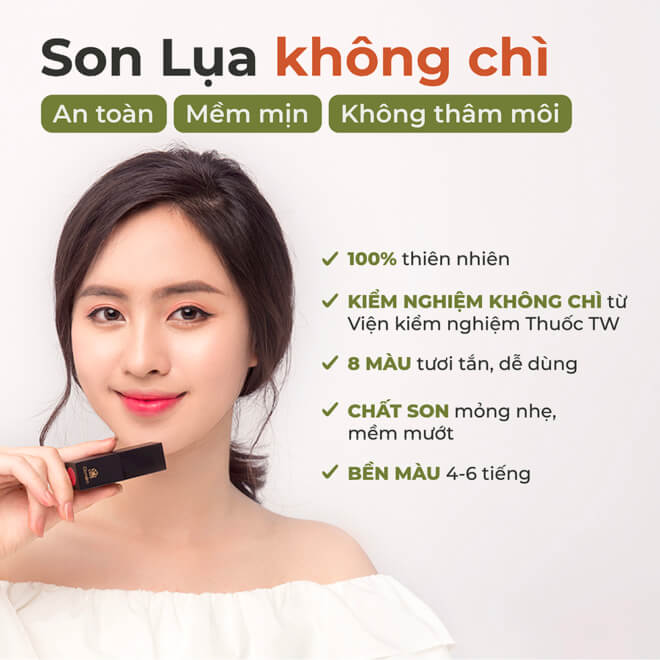 Son Lụa không chì
An toàn Mềm mịn Không thâm môi
100% thiên nhiên
KIỂM NGHIỆM KHÔNG CHÌ từ
Viện kiểm nghiệm Thuốc TW
8 MÀU tươi tắn, dễ dùng
CHẤT SON mỏng nhẹ,
mềm mướt
BỀN MÀU 4-6 tiếng